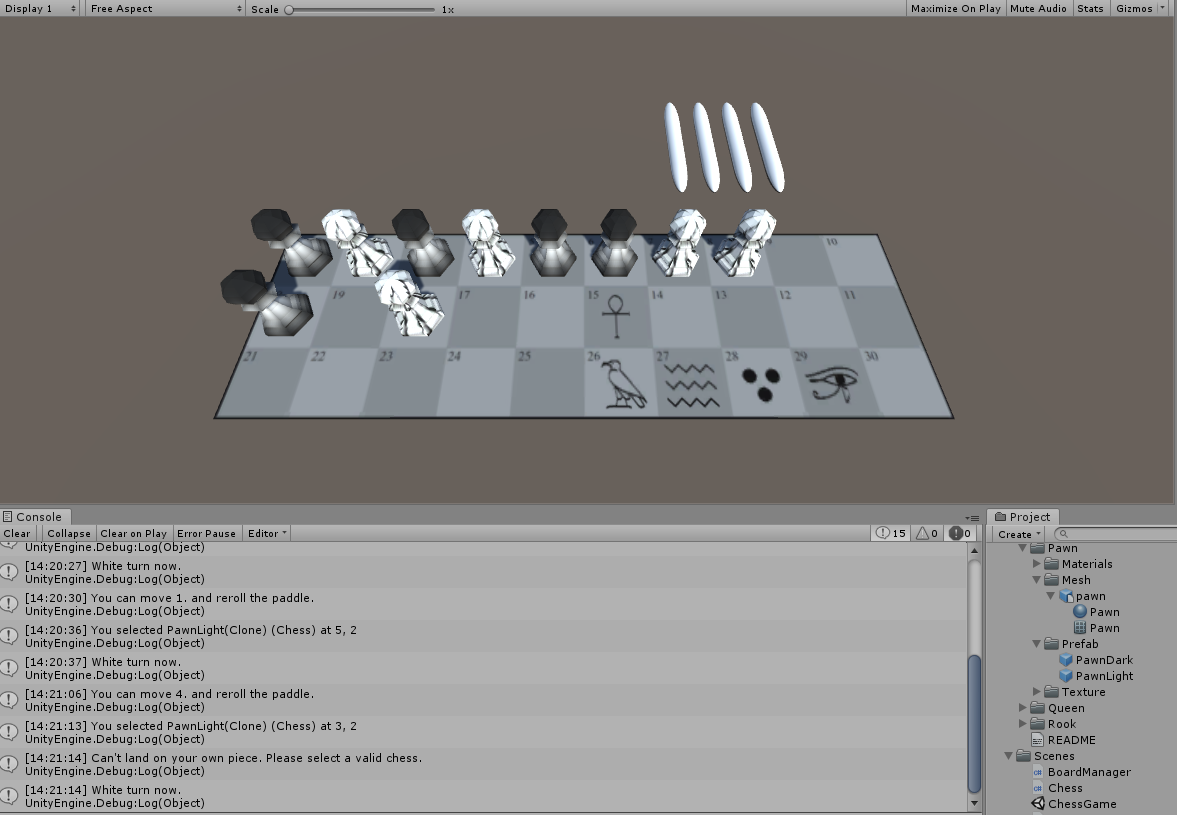 Display 1 Free Aspect Scale 1x Maximize On Play Mute Audio Stats Gizmos
10
19 17 16 15 14 13 12 11
21 22 23 24 25 26 27 28 29 30
Console
Clear Collapse Clear on Play Error Pause Editor 15 0 0
UnityEngine.Debug:Log(Object)
[14:20:27] White turn now.
UnityEngine.Debug:Log(Object)
[14:20:30] You can move 1. and reroll the paddle.
UnityEngine.Debug:Log(Object)
[14:20:36] You selected PawnLight(Clone) (Chess) at 5, 2
UnityEngine.Debug:Log(Object)
[14:20:37] White turn now.
UnityEngine.Debug:Log(Object)
[14:21:06] You can move 4. and reroll the paddle.
UnityEngine.Debug:Log(Object)
[14:21:13] You selected PawnLight(Clone) (Chess) at 3, 2
UnityEngine.Debug:Log(Object)
[14:21:14] Can't land on your own piece. Please select a valid chess.
UnityEngine.Debug:Log(Object)
[14:21:14] White turn now.
UnityEngine.Debug:Log(Object)
Project
Create
Pawn
Materials
Mesh
pawn
Pawn
Pawn
Prefab
PawnDark
PawnLight
Texture
Queen
Rook
README
Scenes
BoardManager
Chess
ChessGame